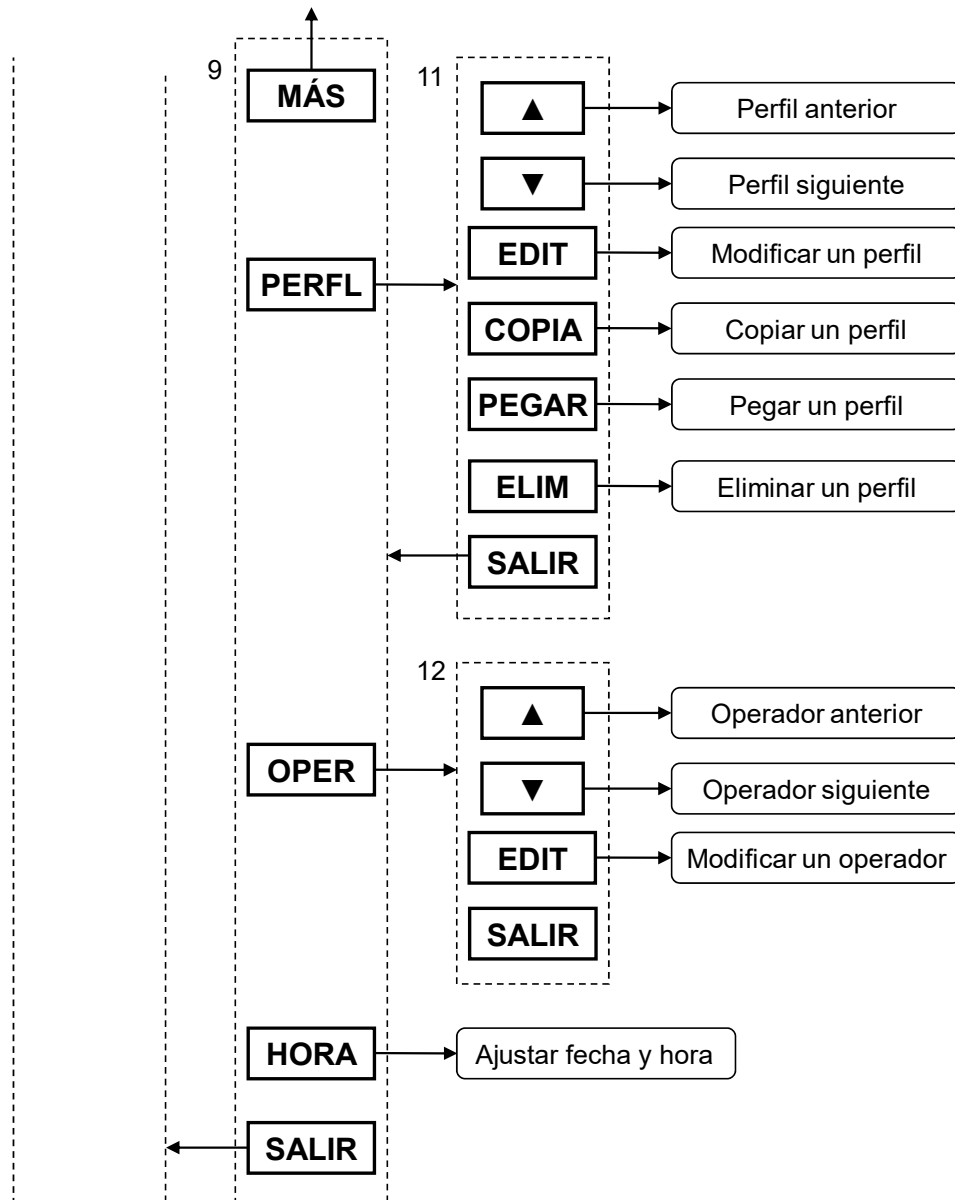 9
MÁS
11
▲
Perfil anterior
▼
Perfil siguiente
PERFL
EDIT
Modificar un perfil
COPIA
Copiar un perfil
PEGAR
Pegar un perfil
ELIM
Eliminar un perfil
SALIR
12
▲
Operador anterior
OPER
▼
Operador siguiente
EDIT
Modificar un operador
SALIR
HORA
Ajustar fecha y hora
SALIR